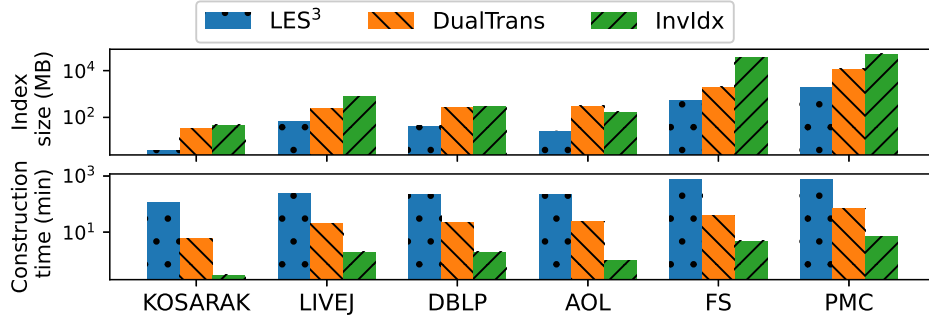 LES³ DualTrans InvIdx
Index
size (MB)
10⁴
10²
Construction
time (min)
10³
10¹
KOSARAK LIVEJ DBLP AOL FS PMC